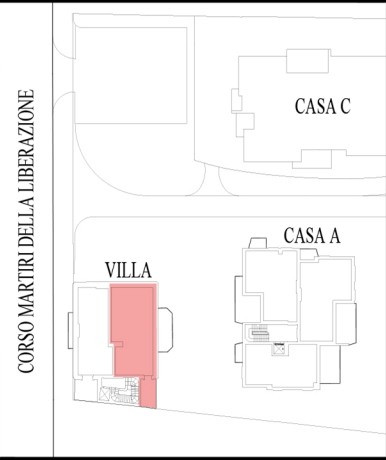 CORSO MARTIRI DELLA LIBERAZIONE
CASA C
CASA A
VILLA